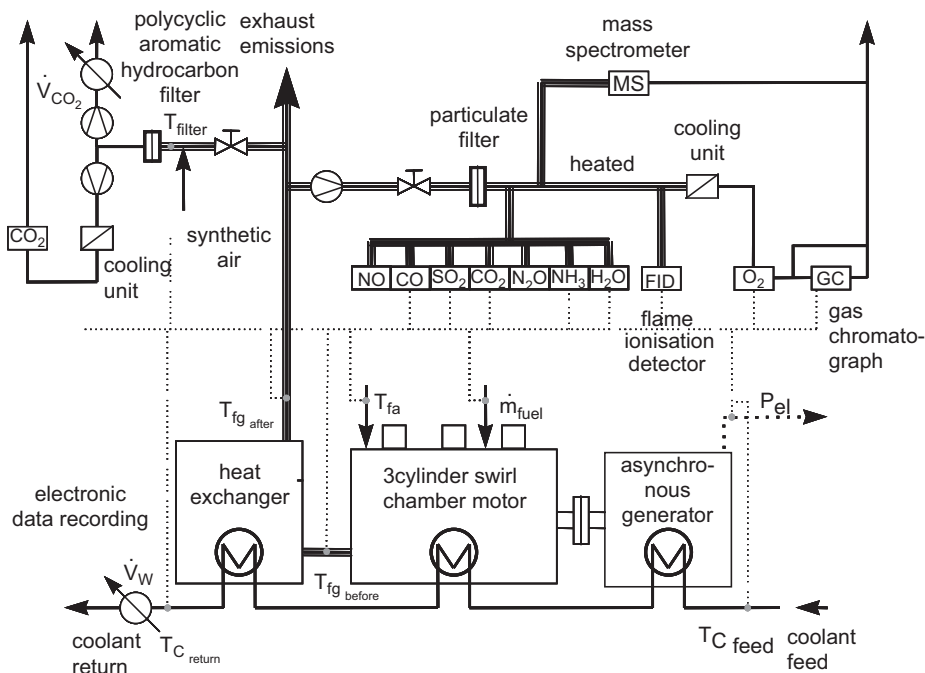 polycyclic
aromatic
hydrocarbon
filter
exhaust
emissions
mass
spectrometer
V̇CO₂
Tfilter
MS
particulate
filter
cooling
unit
heated
synthetic
air
CO₂
cooling
unit
NO
CO
SO₂
CO₂
N₂O
NH₃
H₂O
FID
O₂
GC
flame
ionisation
detector
gas
chromato-
graph
Tfg after
Tfa
ṁfuel
Pel
heat
exchanger
3cylinder swirl
chamber motor
asynchro-
nous
generator
electronic
data recording
V̇W
Tfg before
coolant
return
TC return
TC feed
coolant
feed